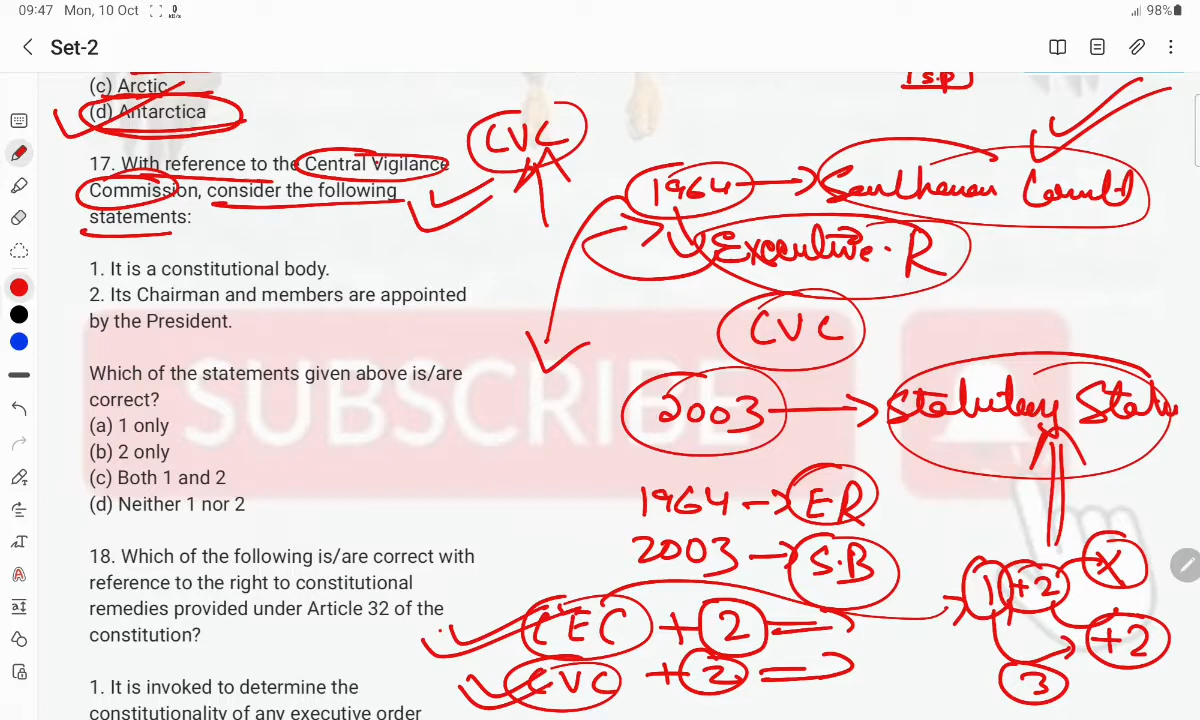 09:47 Mon, 10 Oct 98%
Set-2
(c) Arctic
(d) Antarctica
17. With reference to the Central Vigilance
Commission, consider the following
statements:
1. It is a constitutional body.
2. Its Chairman and members are appointed
by the President.
Which of the statements given above is/are
correct?
(a) 1 only
(b) 2 only
(c) Both 1 and 2
(d) Neither 1 nor 2
18. Which of the following is/are correct with
reference to the right to constitutional
remedies provided under Article 32 of the
constitution?
1. It is invoked to determine the
constitutionality of any executive order
SUBSCRIBE
CVC
1964
Executive. R
CVC
2003 Statutory
1964 ER
2003 S.B
CEC + 2
CVC + 2
1 + 2 X
+2
3